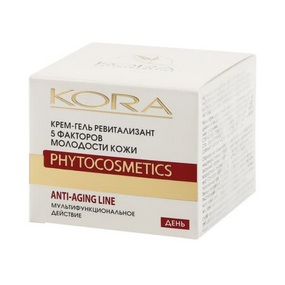 KORA
КРЕМ-ГЕЛЬ РЕВИТАЛИЗАНТ
5 ФАКТОРОВ
МОЛОДОСТИ КОЖИ
PHYTOCOSMETICS
ANTI-AGING LINE
МУЛЬТИФУНКЦИОНАЛЬНОЕ
ДЕЙСТВИЕ
ДЕНЬ